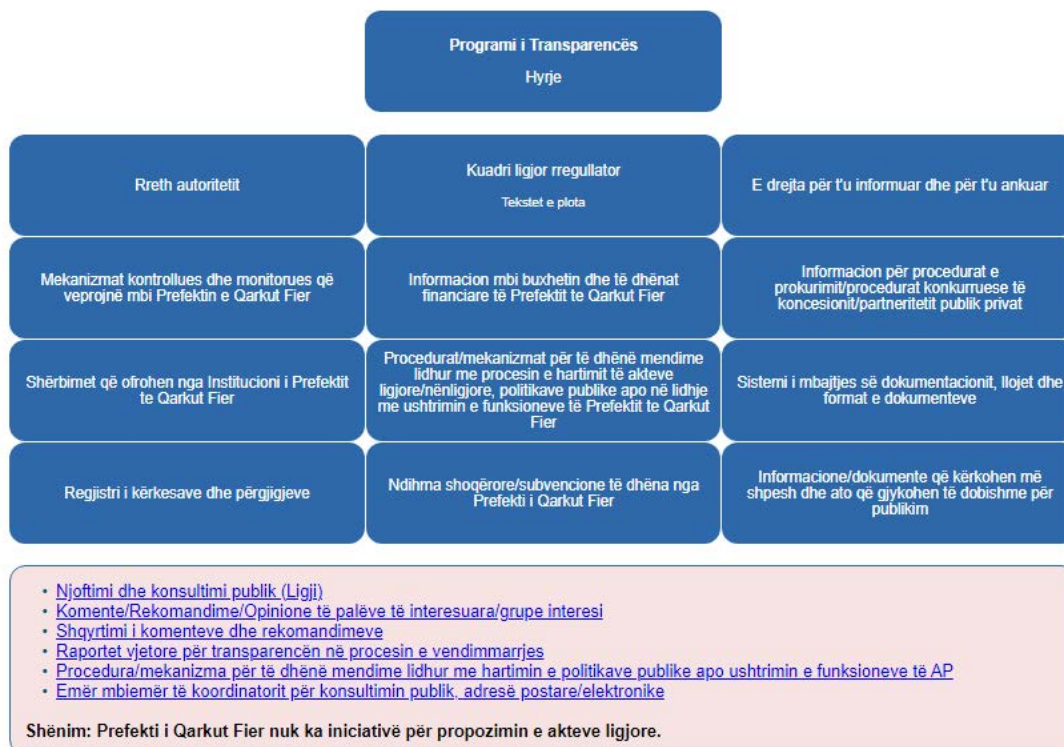 Programi i Transparencës
Hyrje
Rreth autoritetit
Kuadri ligjor rregullator
Tekstet e plota
E drejta për t'u informuar dhe për t'u ankuar
Mekanizmat kontrollues dhe monitorues që
veprojnë mbi Prefektin e Qarkut Fier
Informacion mbi buxhetin dhe të dhënat
financiare të Prefektit te Qarkut Fier
Informacion për procedurat e
prokurimit/procedurat konkurruese të
koncesionit/partneritetit publik privat
Shërbimet që ofrohen nga Institucioni i Prefektit
te Qarkut Fier
Procedurat/mekanizmat për të dhënë mendime
lidhur me procesin e hartimit të akteve
ligjore/nënligjore, politikave publike apo në lidhje
me ushtrimin e funksioneve të Prefektit te Qarkut
Fier
Sistemi i mbajtjes së dokumentacionit, llojet dhe
format e dokumenteve
Regjistri i kërkesave dhe përgjigjeve
Ndihma shoqërore/subvencione të dhëna nga
Prefekti i Qarkut Fier
Informacione/dokumente që kërkohen më
shpesh dhe ato që gjykohen të dobishme për
publikim
• Njoftimi dhe konsultimi publik (Ligji)
• Komente/Rekomandime/Opinione të palëve të interesuara/grupe interesi
• Shqyrtimi i komenteve dhe rekomandimeve
• Raportet vjetore për transparencën në procesin e vendimmarrjes
• Procedura/mekanizma për të dhënë mendime lidhur me hartimin e politikave publike apo ushtrimin e funksioneve të AP
• Emër mbiemër të koordinatorit për konsultimin publik, adresë postare/elektronike
Shënim: Prefekti i Qarkut Fier nuk ka iniciativë për propozimin e akteve ligjore.